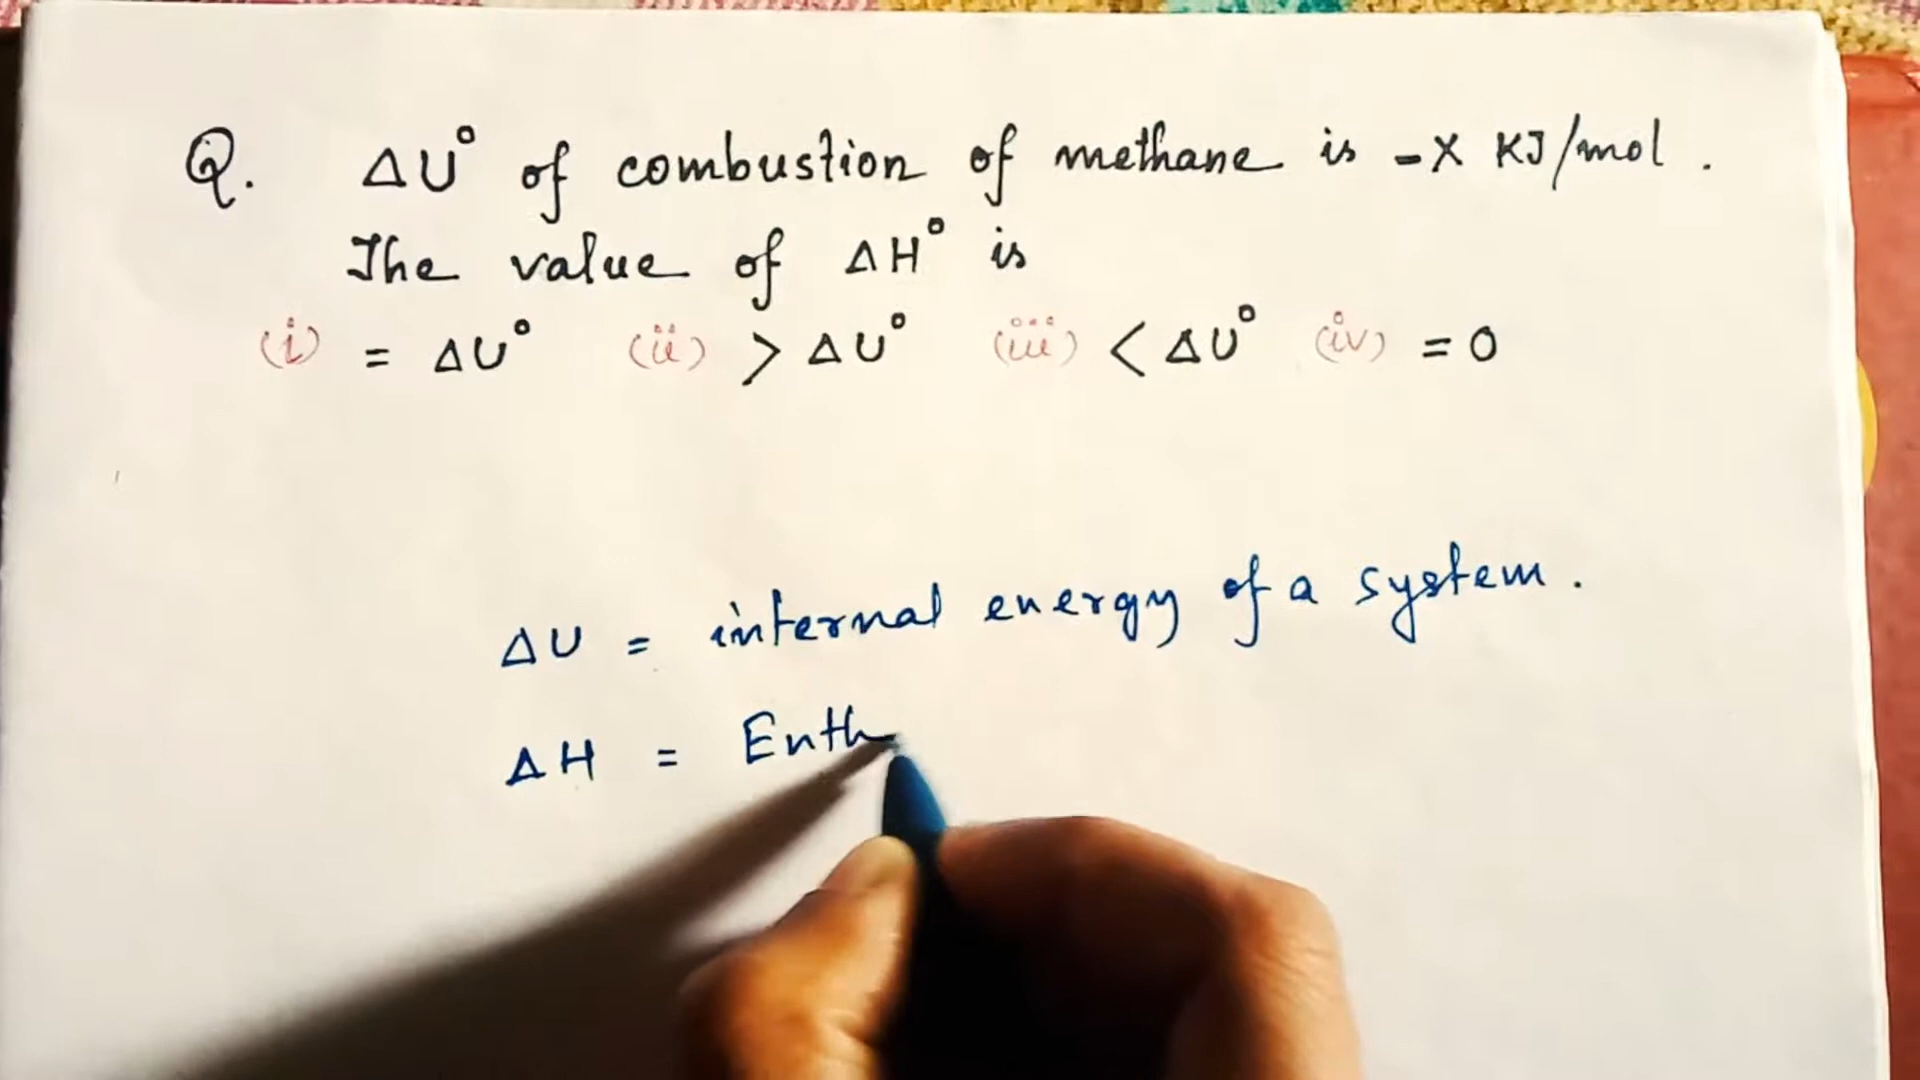 Q. ΔU° of combustion of methane is -X KJ/mol.
The value of ΔH° is
(i) = ΔU° (ii) > ΔU° (iii) < ΔU° (iv) = 0
ΔU = internal energy of a system.
ΔH = Enth